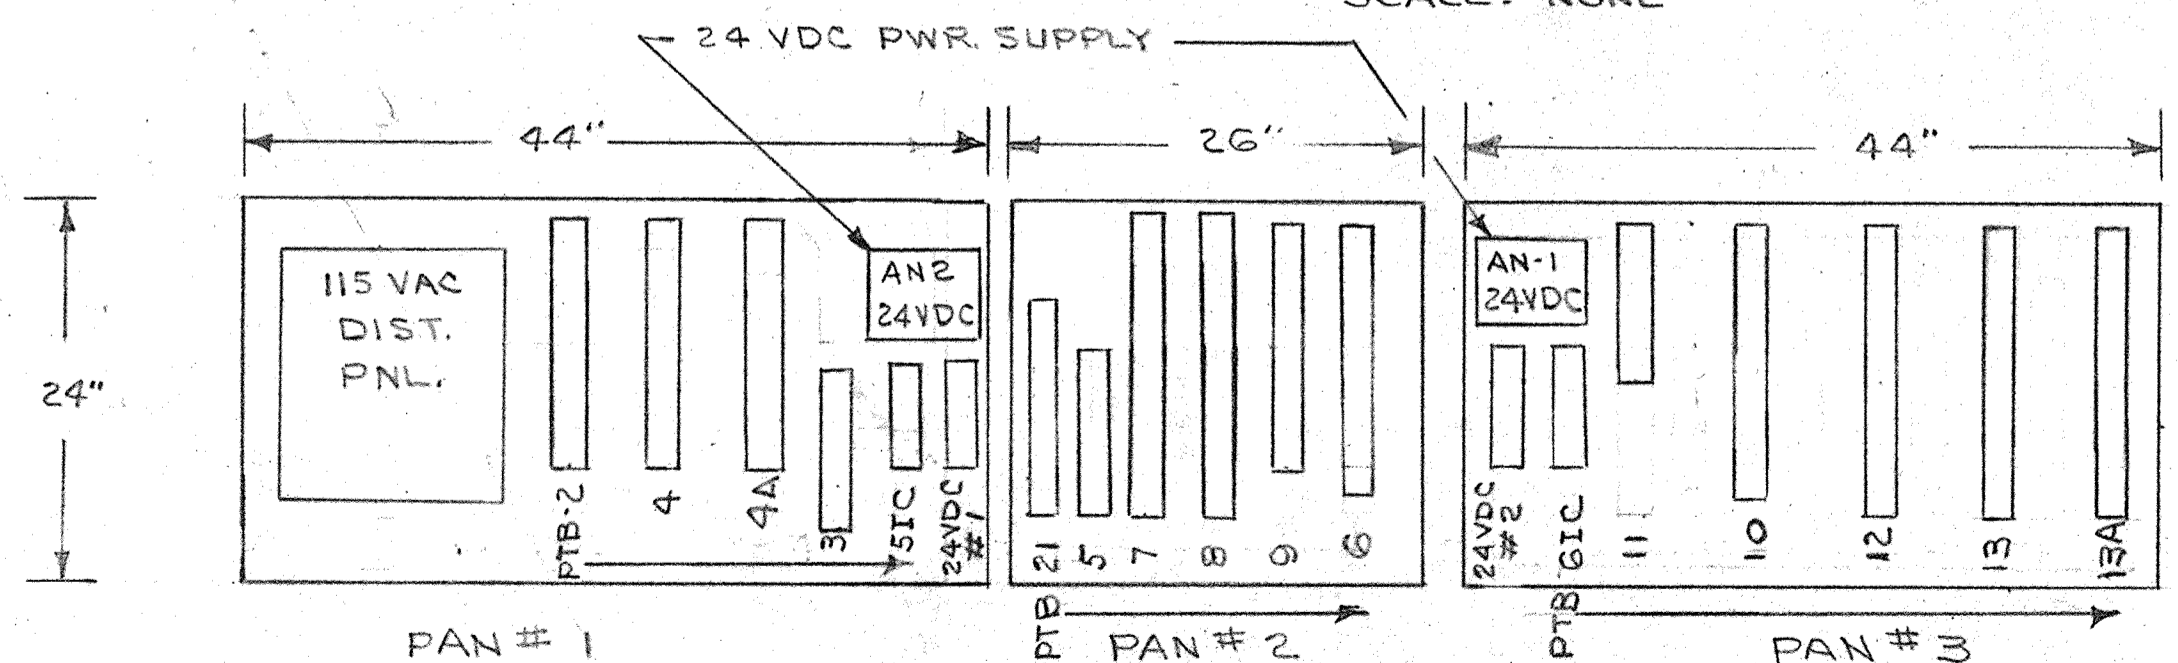 SCALE: NONE
24 VDC PWR. SUPPLY
44"
26"
44"
24"
115 VAC
DIST.
PNL.
AN2
24VDC
AN-1
24VDC
PTB-2
4
4A
3
5IC
24VDC
#1
21
5
7
8
9
6
24VDC
#2
6IC
11
10
12
13
13A
PTB
PTB
PAN # 1
PAN # 2
PAN # 3